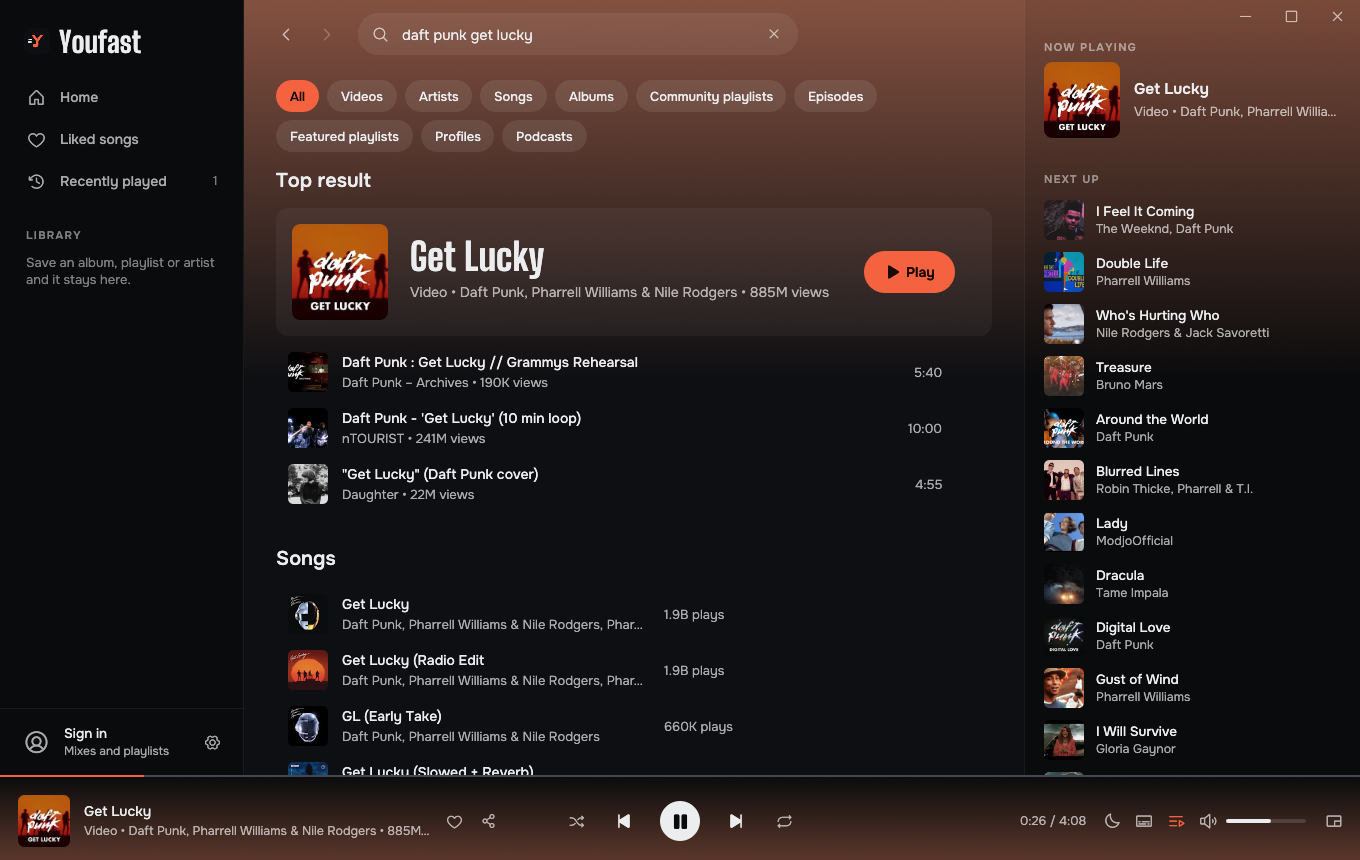 Youfast
Home
Liked songs
Recently played
1
LIBRARY
Save an album, playlist or artist
and it stays here.
Sign in
Mixes and playlists
daft punk get lucky
All
Videos
Artists
Songs
Albums
Community playlists
Episodes
Featured playlists
Profiles
Podcasts
Top result
daft
punk
GET LUCKY
Get Lucky
Video • Daft Punk, Pharrell Williams & Nile Rodgers • 885M views
Play
Daft Punk : Get Lucky // Grammys Rehearsal
Daft Punk – Archives • 190K views
5:40
Daft Punk - 'Get Lucky' (10 min loop)
nTOURIST • 241M views
10:00
"Get Lucky" (Daft Punk cover)
Daughter • 22M views
4:55
Songs
Get Lucky
Daft Punk, Pharrell Williams & Nile Rodgers, Phar...
1.9B plays
Get Lucky (Radio Edit
Daft Punk, Pharrell Williams & Nile Rodgers, Phar...
1.9B plays
GL (Early Take)
Daft Punk, Pharrell Williams & Nile Rodgers
660K plays
Get Lucky (Slowed + Reverb)
NOW PLAYING
daft
punk
GET LUCKY
Get Lucky
Video • Daft Punk, Pharrell Willia...
NEXT UP
I Feel It Coming
The Weeknd, Daft Punk
Double Life
Pharrell Williams
Who's Hurting Who
Nile Rodgers & Jack Savoretti
Treasure
Bruno Mars
Around the World
Daft Punk
Blurred Lines
Robin Thicke, Pharrell & T.I.
Lady
ModjoOfficial
Dracula
Tame Impala
daft
punk
DIGITAL LOVE
Digital Love
Daft Punk
Gust of Wind
Pharrell Williams
I Will Survive
Gloria Gaynor
daft
punk
GET LUCKY
Get Lucky
Video • Daft Punk, Pharrell Williams & Nile Rodgers • 885M...
0:26 / 4:08